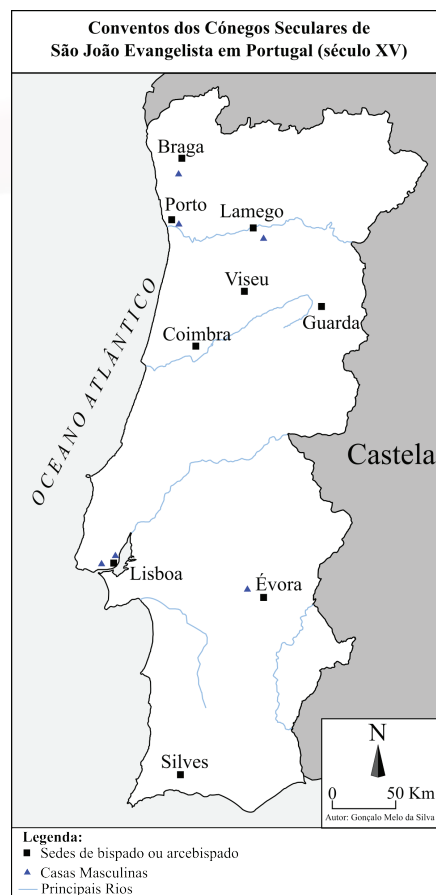 Conventos dos Cónegos Seculares de
São João Evangelista em Portugal (século XV)
Braga
Porto
Lamego
Viseu
Guarda
Coimbra
OCEANO ATLÂNTICO
Castela
Lisboa
Évora
Silves
N
0 50 Km
Autor: Gonçalo Melo da Silva
Legenda:
Sedes de bispado ou arcebispado
Casas Masculinas
Principais Rios